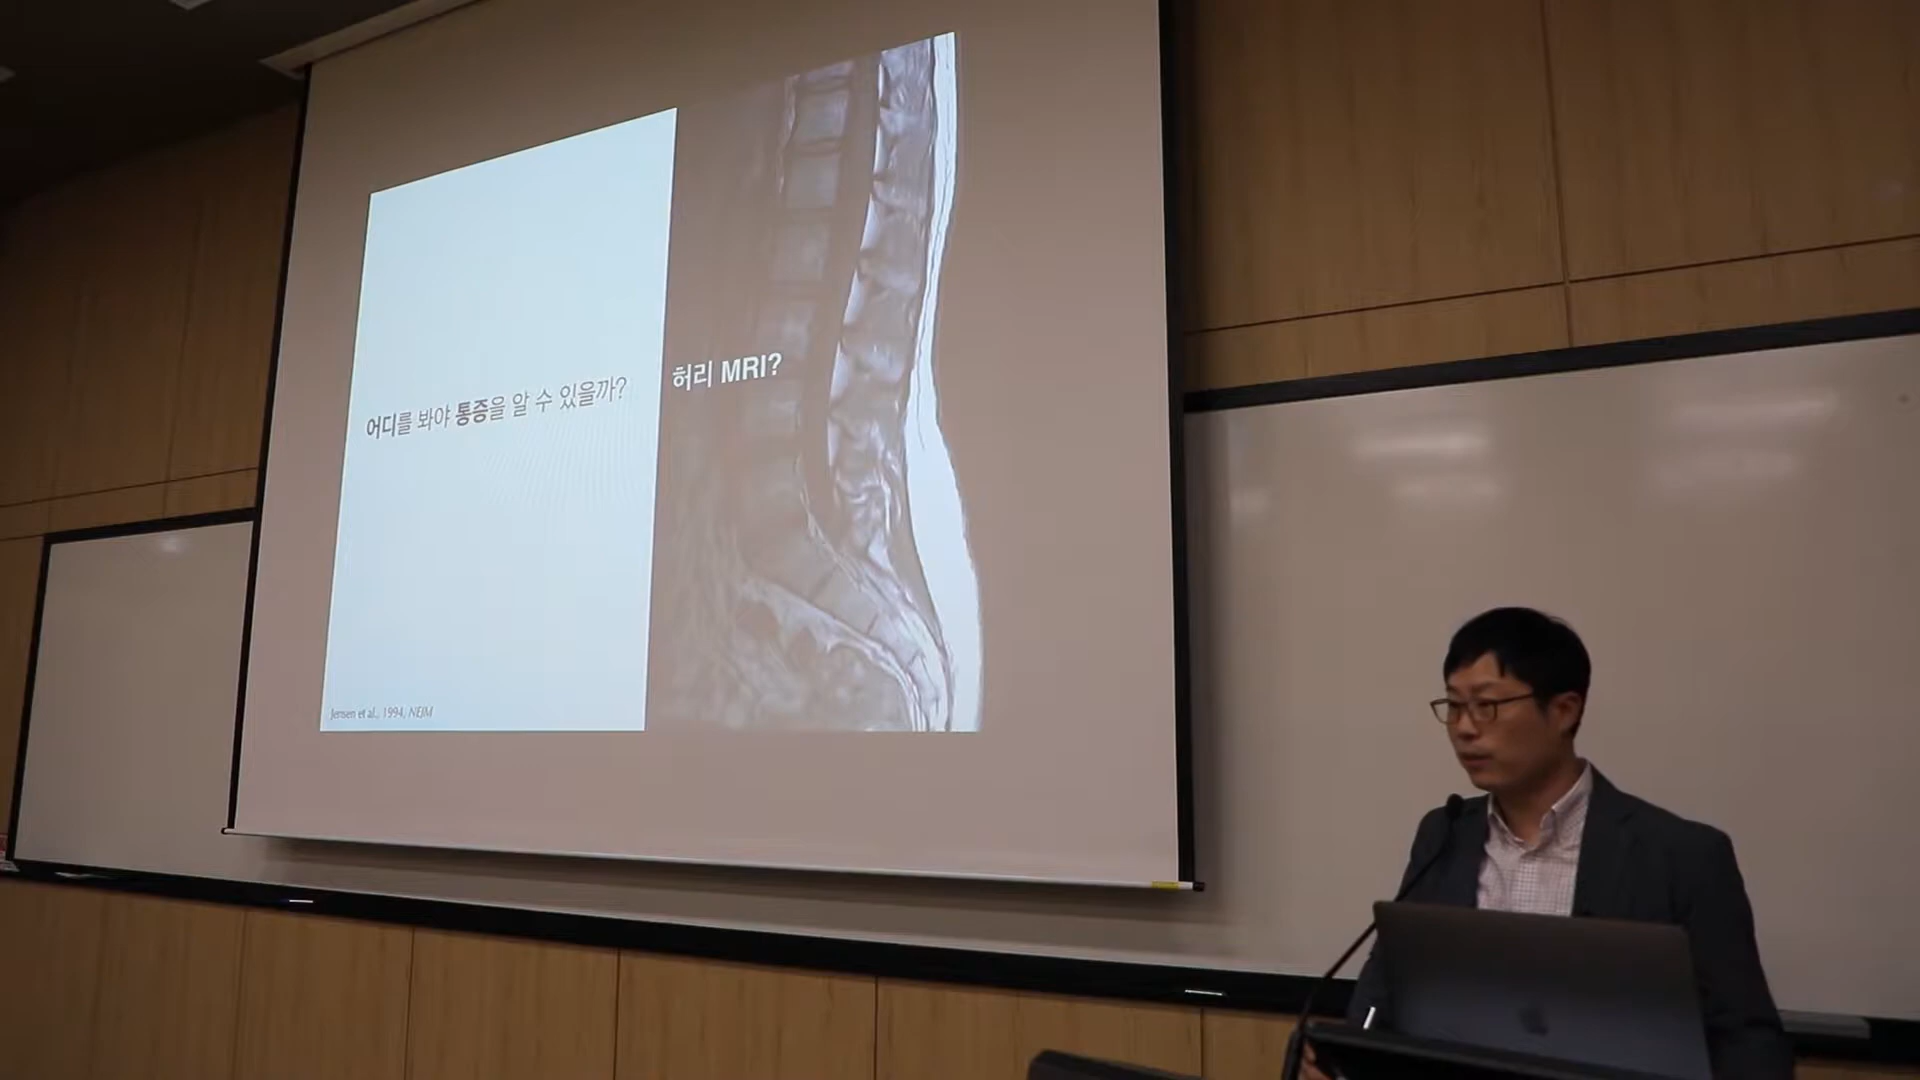 어디를 봐야 통증을 알 수 있을까?
허리 MRI?
Jensen et al., 1994, NEJM